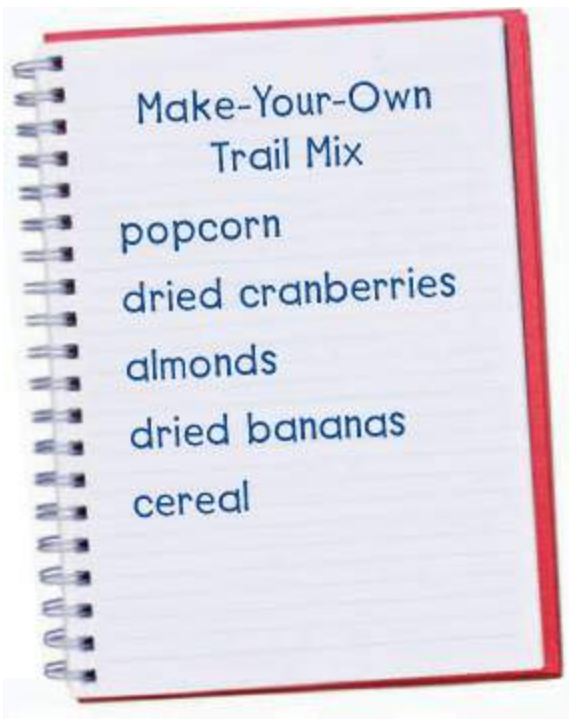 Make-Your-Own
Trail Mix
popcorn
dried cranberries
almonds
dried bananas
cereal